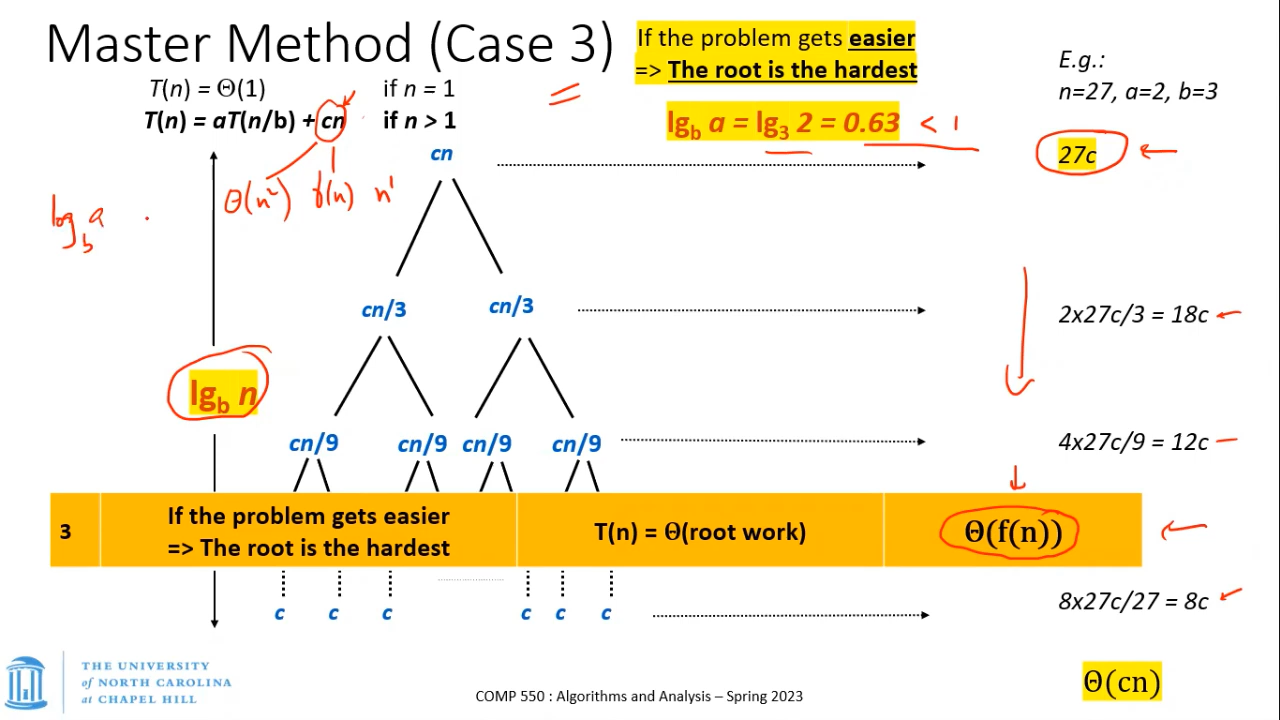 Master Method (Case 3)
If the problem gets easier
=> The root is the hardest
E.g.:
n=27, a=2, b=3
T(n) = Θ(1) if n = 1
T(n) = aT(n/b) + cn if n > 1
=
lg_b a = lg_3 2 = 0.63 < 1
cn
27c
Θ(n²) f(n) n¹
log_b a
cn/3 cn/3
2x27c/3 = 18c
lg_b n
cn/9 cn/9 cn/9 cn/9
4x27c/9 = 12c
3
If the problem gets easier
=> The root is the hardest
T(n) = Θ(root work)
Θ(f(n))
c c c c c c
8x27c/27 = 8c
THE UNIVERSITY
of NORTH CAROLINA
at CHAPEL HILL
COMP 550 : Algorithms and Analysis – Spring 2023
Θ(cn)